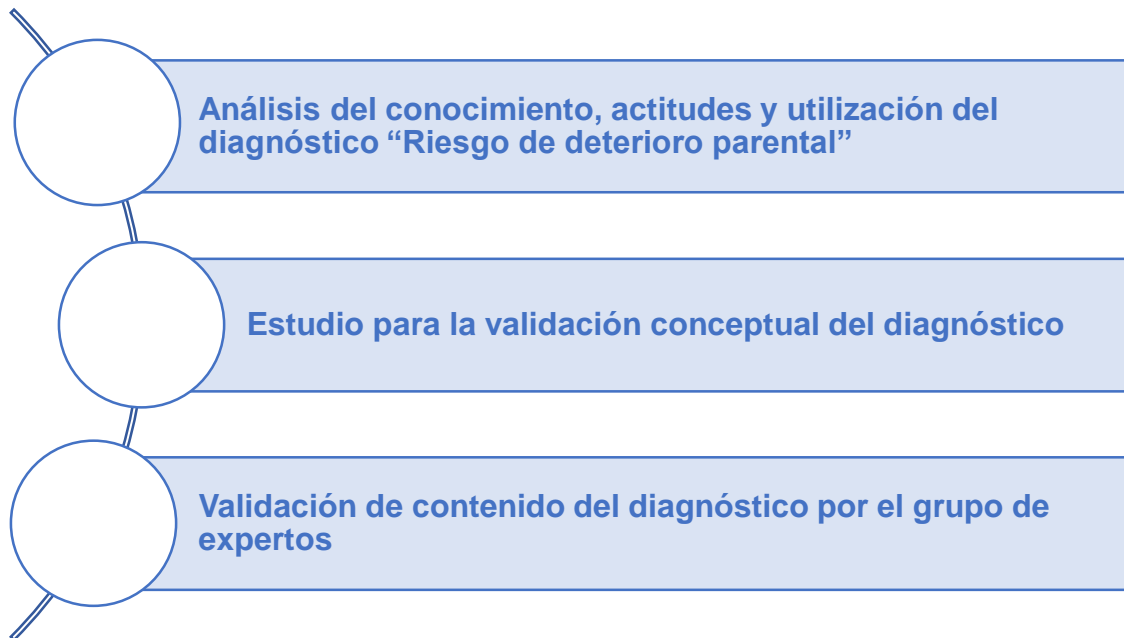 Análisis del conocimiento, actitudes y utilización del
diagnóstico “Riesgo de deterioro parental”
Estudio para la validación conceptual del diagnóstico
Validación de contenido del diagnóstico por el grupo de
expertos